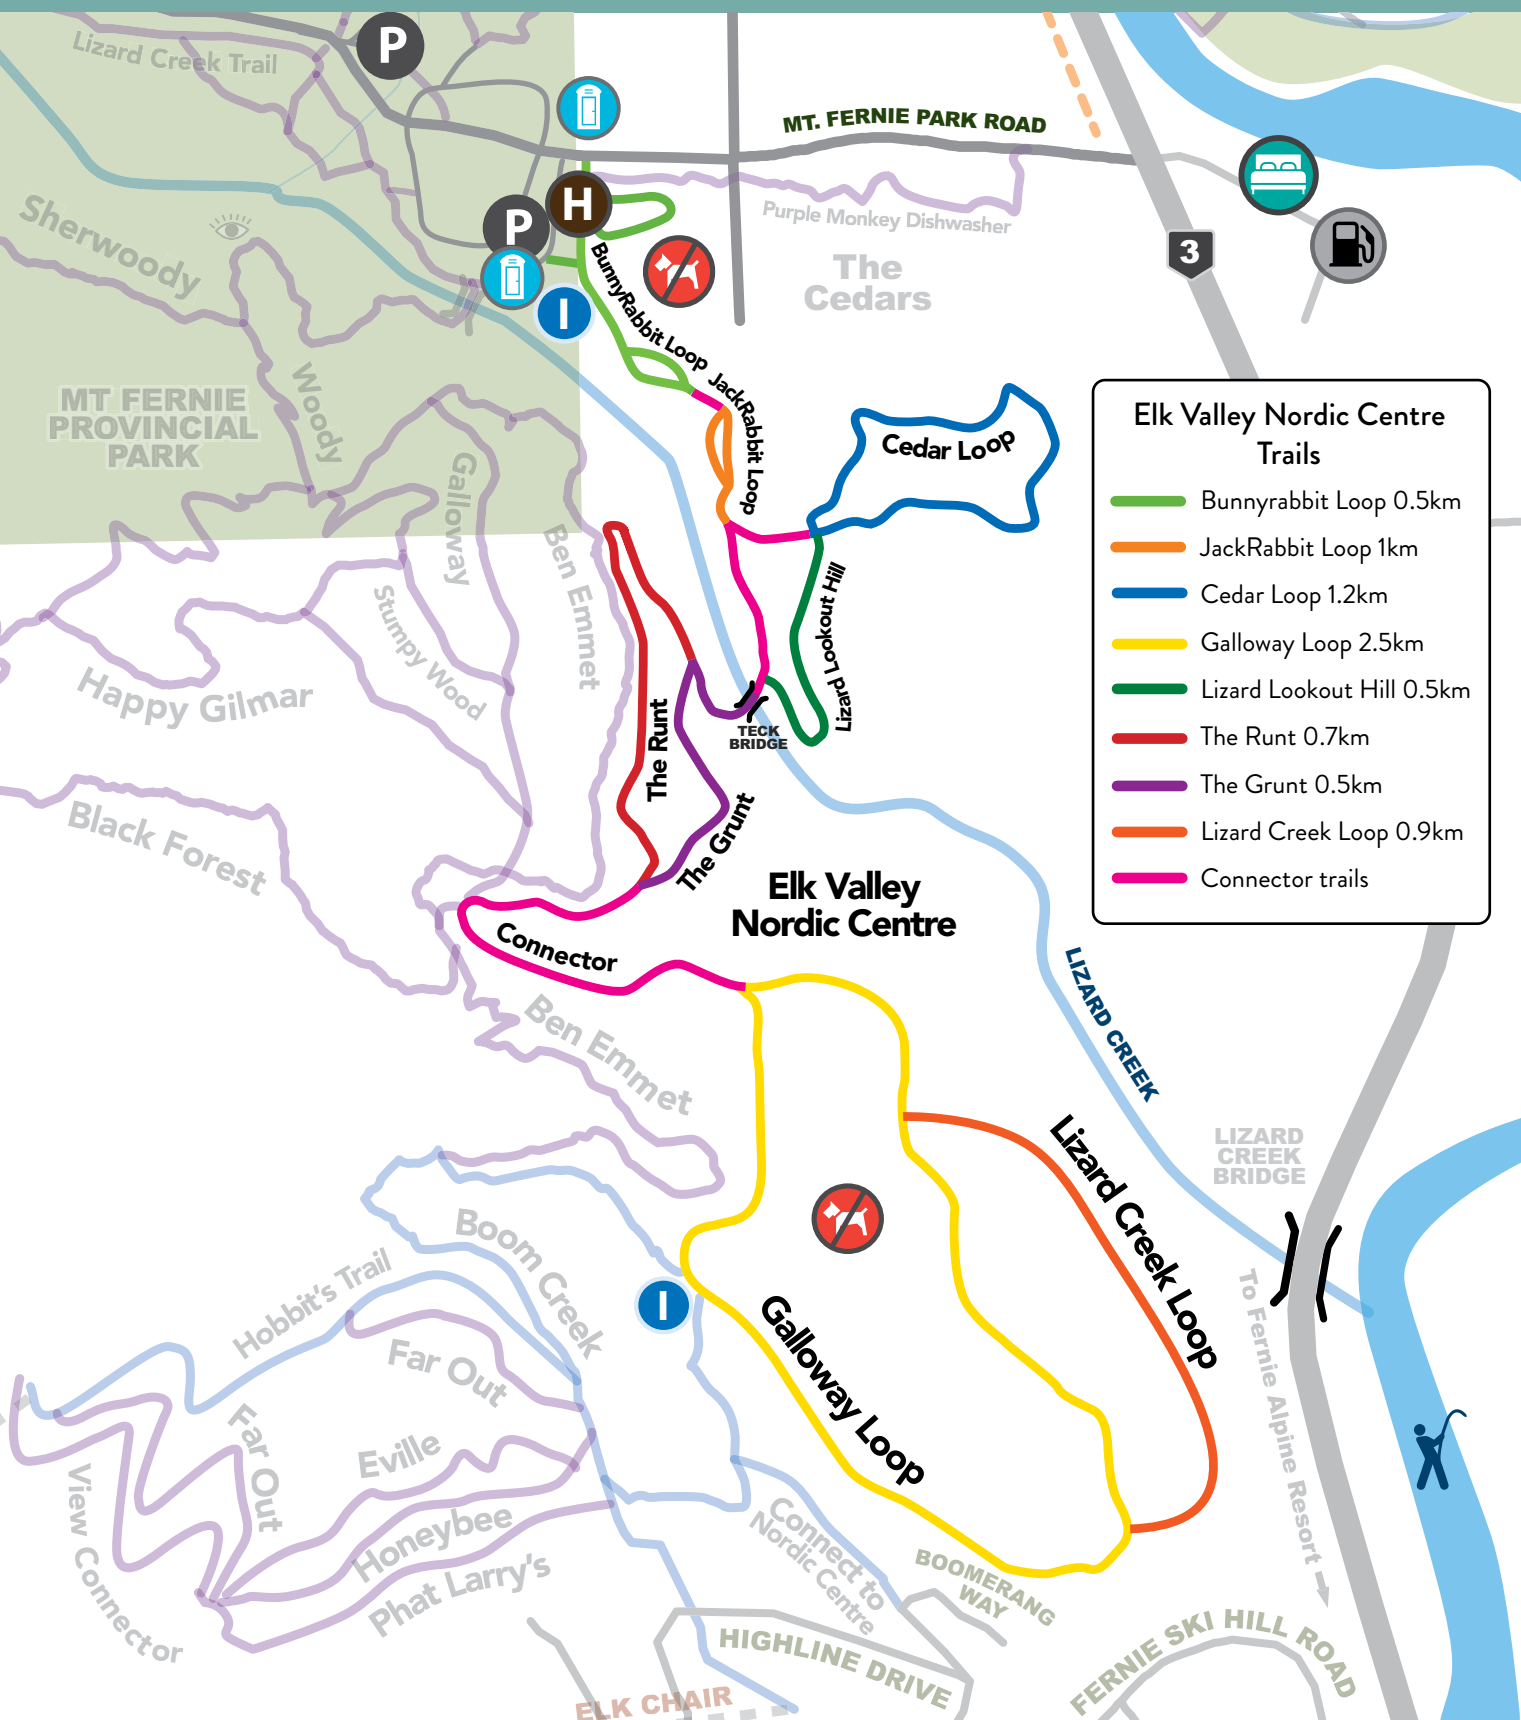 P
Lizard Creek Trail
MT. FERNIE PARK ROAD
H
P
Purple Monkey Dishwasher
Sherwoody
The
Cedars
3
I
BunnyRabbit Loop
JackRabbit Loop
MT FERNIE
PROVINCIAL
PARK
Woody
Cedar Loop
Galloway
Ben Emmet
Stumpy Wood
Lizard Lookout Hill
Happy Gilmar
The Runt
TECK
BRIDGE
The Grunt
Black Forest
Elk Valley Nordic Centre
Trails
Bunnyrabbit Loop 0.5km
JackRabbit Loop 1km
Cedar Loop 1.2km
Galloway Loop 2.5km
Lizard Lookout Hill 0.5km
The Runt 0.7km
The Grunt 0.5km
Lizard Creek Loop 0.9km
Connector trails
Elk Valley
Nordic Centre
Connector
LIZARD CREEK
Ben Emmet
LIZARD
CREEK
BRIDGE
Lizard Creek Loop
Boom Creek
Hobbit's Trail
I
Galloway Loop
To Fernie Alpine Resort
Far Out
Far Out
Eville
View Connector
Honeybee
Phat Larry's
Connect to
Nordic Centre
BOOMERANG
WAY
HIGHLINE DRIVE
FERNIE SKI HILL ROAD
ELK CHAIR